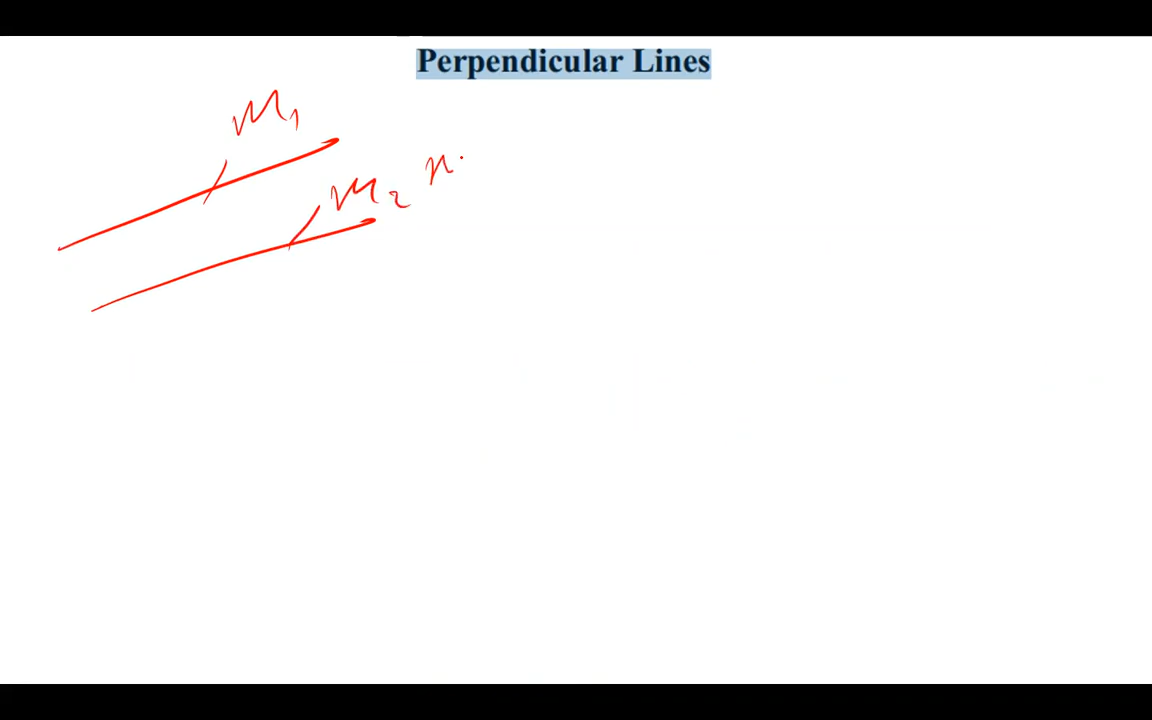 Perpendicular Lines
m₁
m₂